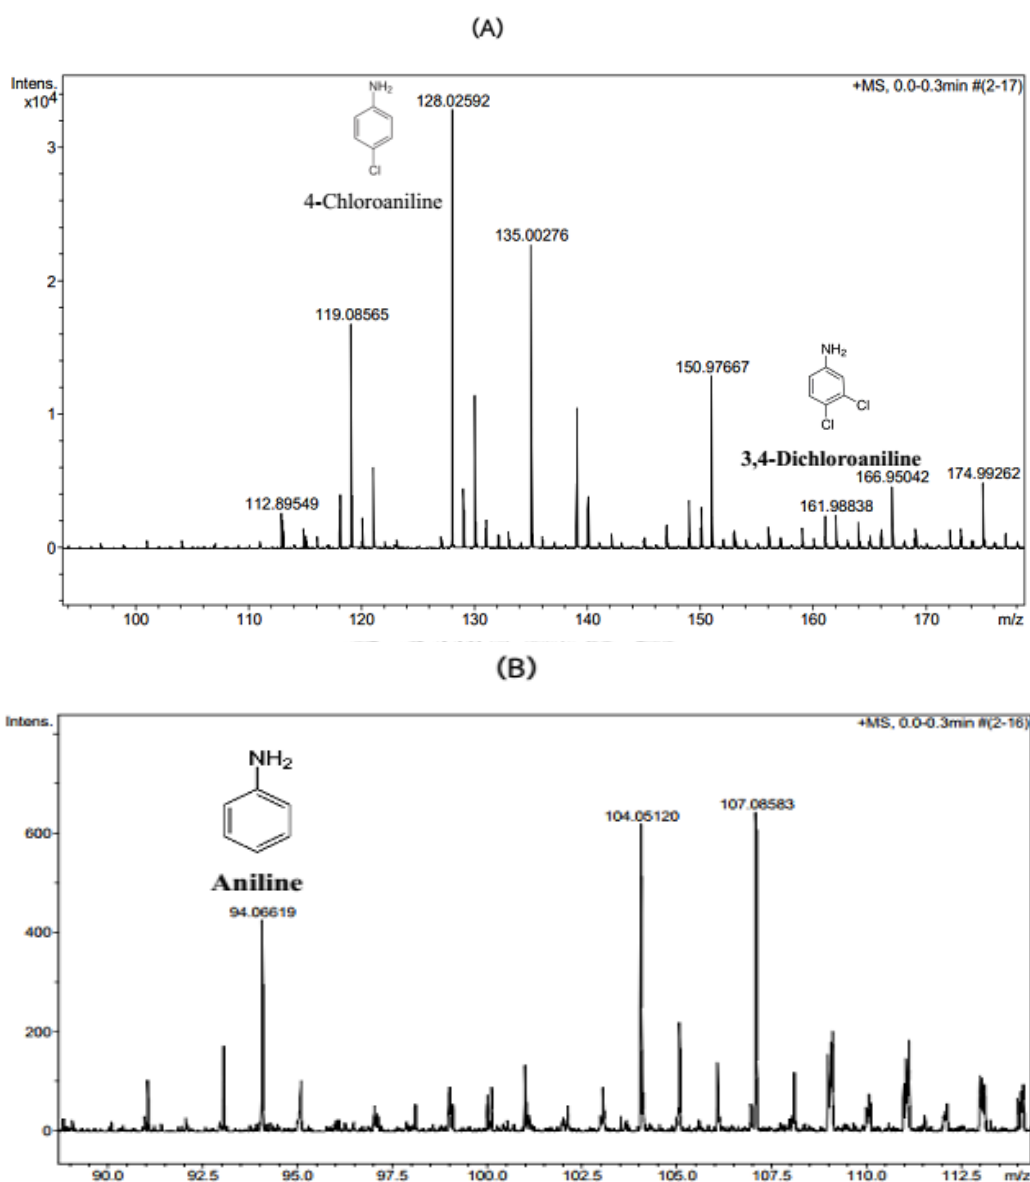 (A)
Intens.
x10⁴
+MS, 0.0-0.3min #(2-17)
NH₂
Cl
4-Chloroaniline
128.02592
3
135.00276
2
119.08565
150.97667
NH₂
Cl
Cl
3,4-Dichloroaniline
166.95042
174.99262
161.98838
1
112.89549
0
100 110 120 130 140 150 160 170 m/z
(B)
Intens.
+MS, 0.0-0.3min #(2-16)
NH₂
Aniline
94.06619
104.05120
107.08583
600
400
200
0
90.0 92.5 95.0 97.5 100.0 102.5 105.0 107.5 110.0 112.5 m/z